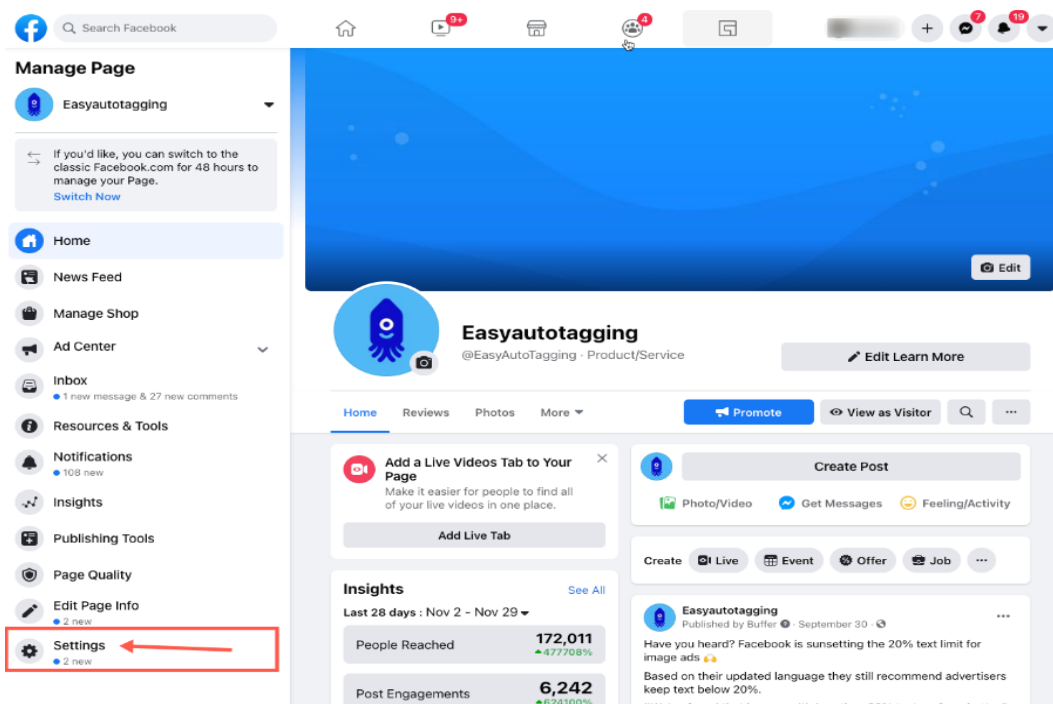 Search Facebook
9+
4
7
19
Manage Page
Easyautotagging
If you'd like, you can switch to the
classic Facebook.com for 48 hours to
manage your Page.
Switch Now
Home
News Feed
Manage Shop
Ad Center
Inbox
1 new message & 27 new comments
Resources & Tools
Notifications
108 new
Insights
Publishing Tools
Page Quality
Edit Page Info
2 new
Settings
2 new
Edit
Easyautotagging
@EasyAutoTagging · Product/Service
Edit Learn More
Home Reviews Photos More
Promote View as Visitor ...
Add a Live Videos Tab to Your
Page
Make it easier for people to find all
of your live videos in one place.
Add Live Tab
Insights See All
Last 28 days : Nov 2 - Nov 29
People Reached 172,011
477708%
Post Engagements 6,242
624100%
Create Post
Photo/Video Get Messages Feeling/Activity
Create Live Event Offer Job ...
Easyautotagging ...
Published by Buffer · September 30 ·
Have you heard? Facebook is sunsetting the 20% text limit for
image ads 🙌
Based on their updated language they still recommend advertisers
keep text below 20%.